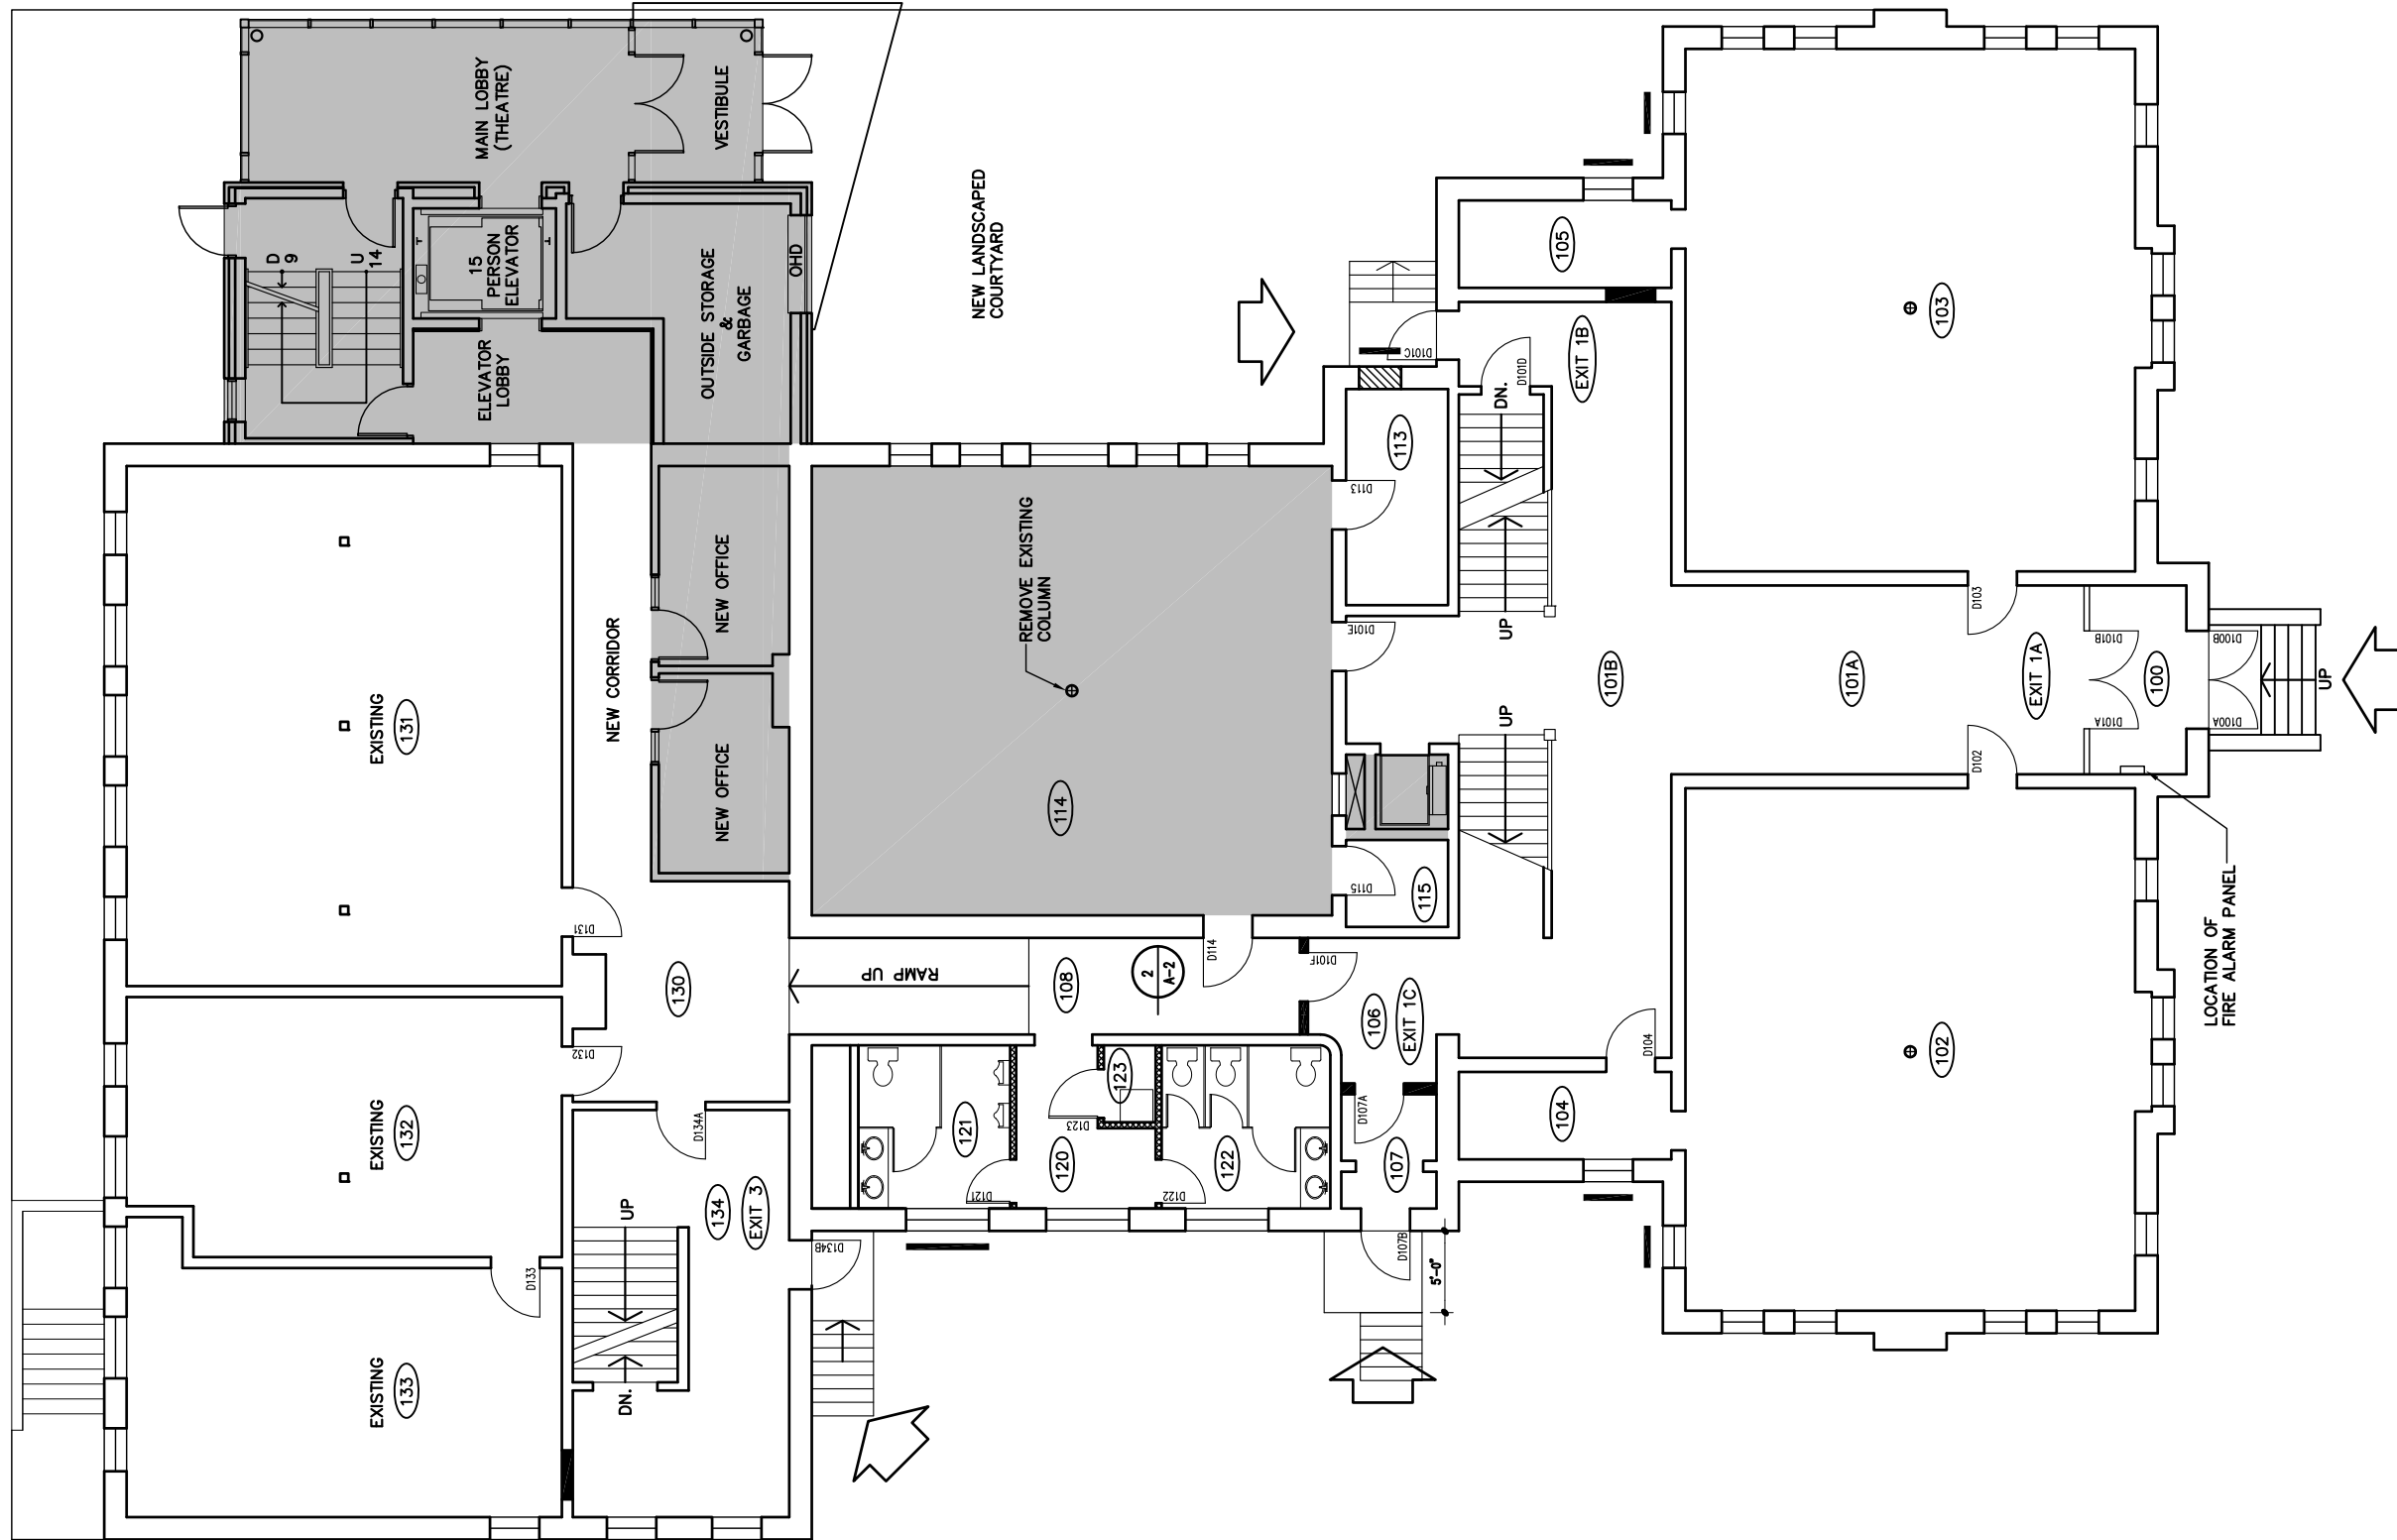 MAIN LOBBY
(THEATRE)
VESTIBULE
D
9
U
14
15
PERSON
ELEVATOR
ELEVATOR
LOBBY
OUTSIDE STORAGE
&
GARBAGE
OHD
NEW LANDSCAPED
COURTYARD
105
103
EXIT 1B
D101C
D101D
DN.
113
D113
EXISTING
131
NEW CORRIDOR
NEW OFFICE
NEW OFFICE
REMOVE EXISTING
COLUMN
114
D101E
UP
UP
101B
101A
D103
EXIT 1A
D101B
D101A
100
D100B
D100A
UP
D102
D115
115
D131
130
RAMP UP
108
2
A-2
D114
D101F
106
EXIT 1C
D104
104
102
LOCATION OF
FIRE ALARM PANEL
EXISTING
132
D132
D134A
134
EXIT 3
UP
DN.
D134B
121
D121
120
D123
123
122
D122
D107A
107
D107B
5'-0"
EXISTING
133
D133